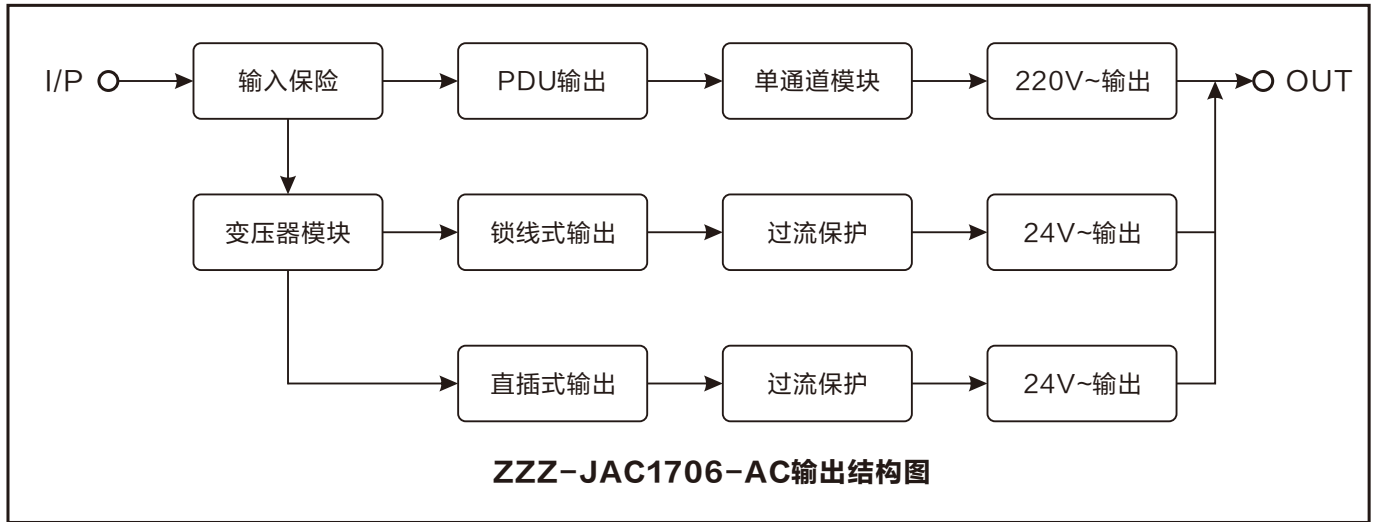 I/P
输入保险
PDU输出
单通道模块
220V~输出
OUT
变压器模块
锁线式输出
过流保护
24V~输出
直插式输出
过流保护
24V~输出
ZZZ-JAC1706-AC输出结构图